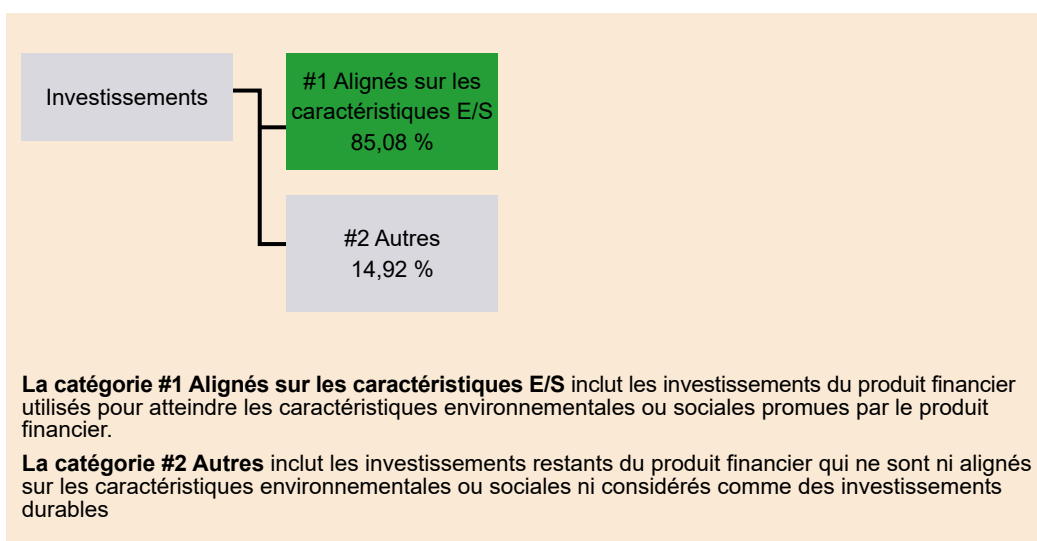 Investissements
#1 Alignés sur les
caractéristiques E/S
85,08 %
#2 Autres
14,92 %
La catégorie #1 Alignés sur les caractéristiques E/S inclut les investissements du produit financier
utilisés pour atteindre les caractéristiques environnementales ou sociales promues par le produit
financier.
La catégorie #2 Autres inclut les investissements restants du produit financier qui ne sont ni alignés
sur les caractéristiques environnementales ou sociales ni considérés comme des investissements
durables